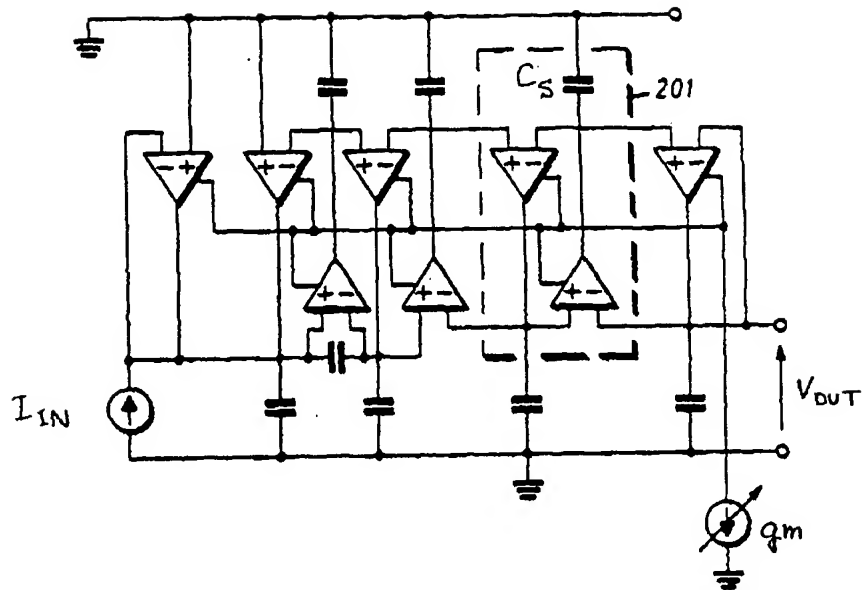 C_S
201
− + − + − + − + − +
+ − + − + −
I_IN
V_OUT
gm